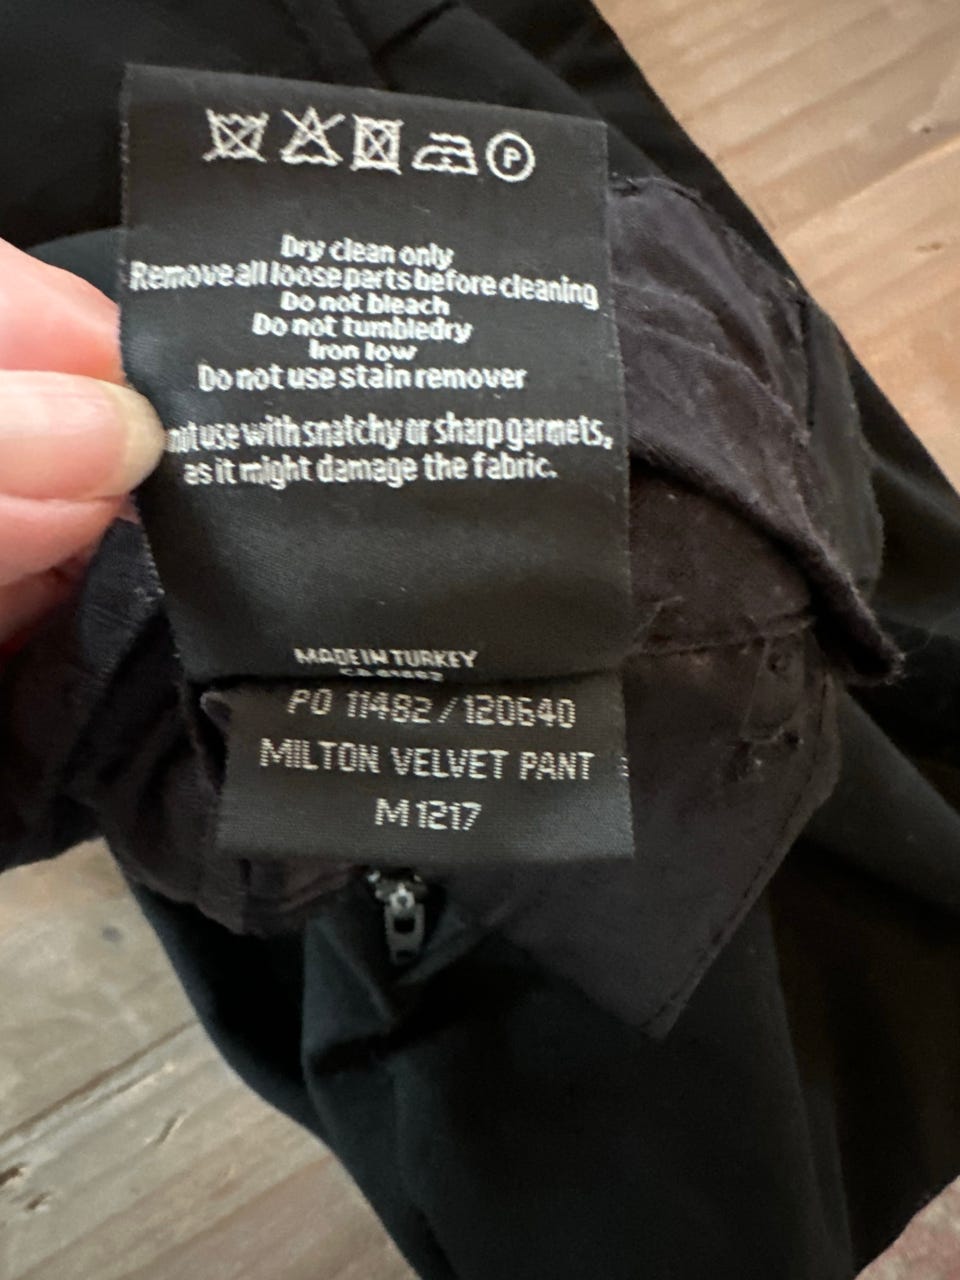 P
Dry clean only
Remove all loose parts before cleaning
Do not bleach
Do not tumbledry
Iron low
Do not use stain remover
not use with snatchy or sharp garmets,
as it might damage the fabric.
MADE IN TURKEY
PO 11482 / 120640
MILTON VELVET PANT
M 1217